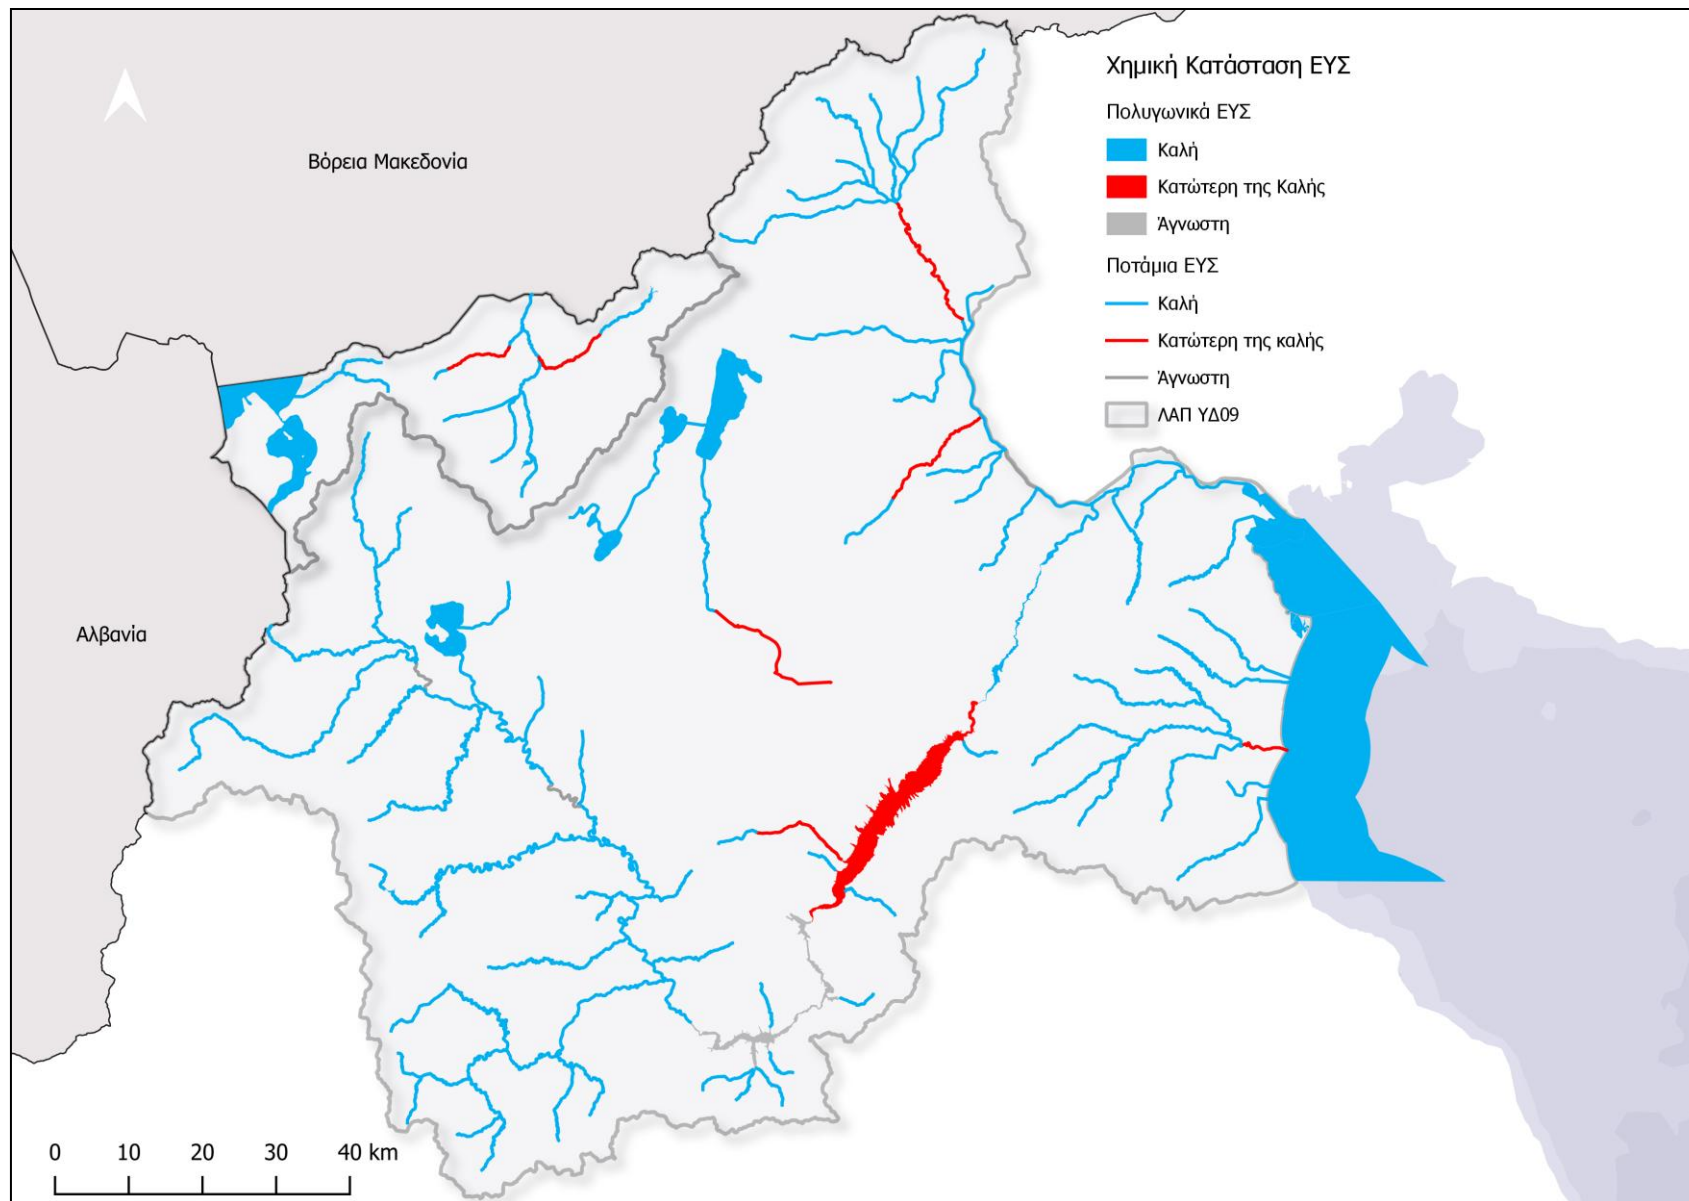 Χημική Κατάσταση ΕΥΣ
Πολυγωνικά ΕΥΣ
Καλή
Κατώτερη της Καλής
Άγνωστη
Ποτάμια ΕΥΣ
Καλή
Κατώτερη της καλής
Άγνωστη
ΛΑΠ ΥΔ09
Βόρεια Μακεδονία
Αλβανία
0 10 20 30 40 km